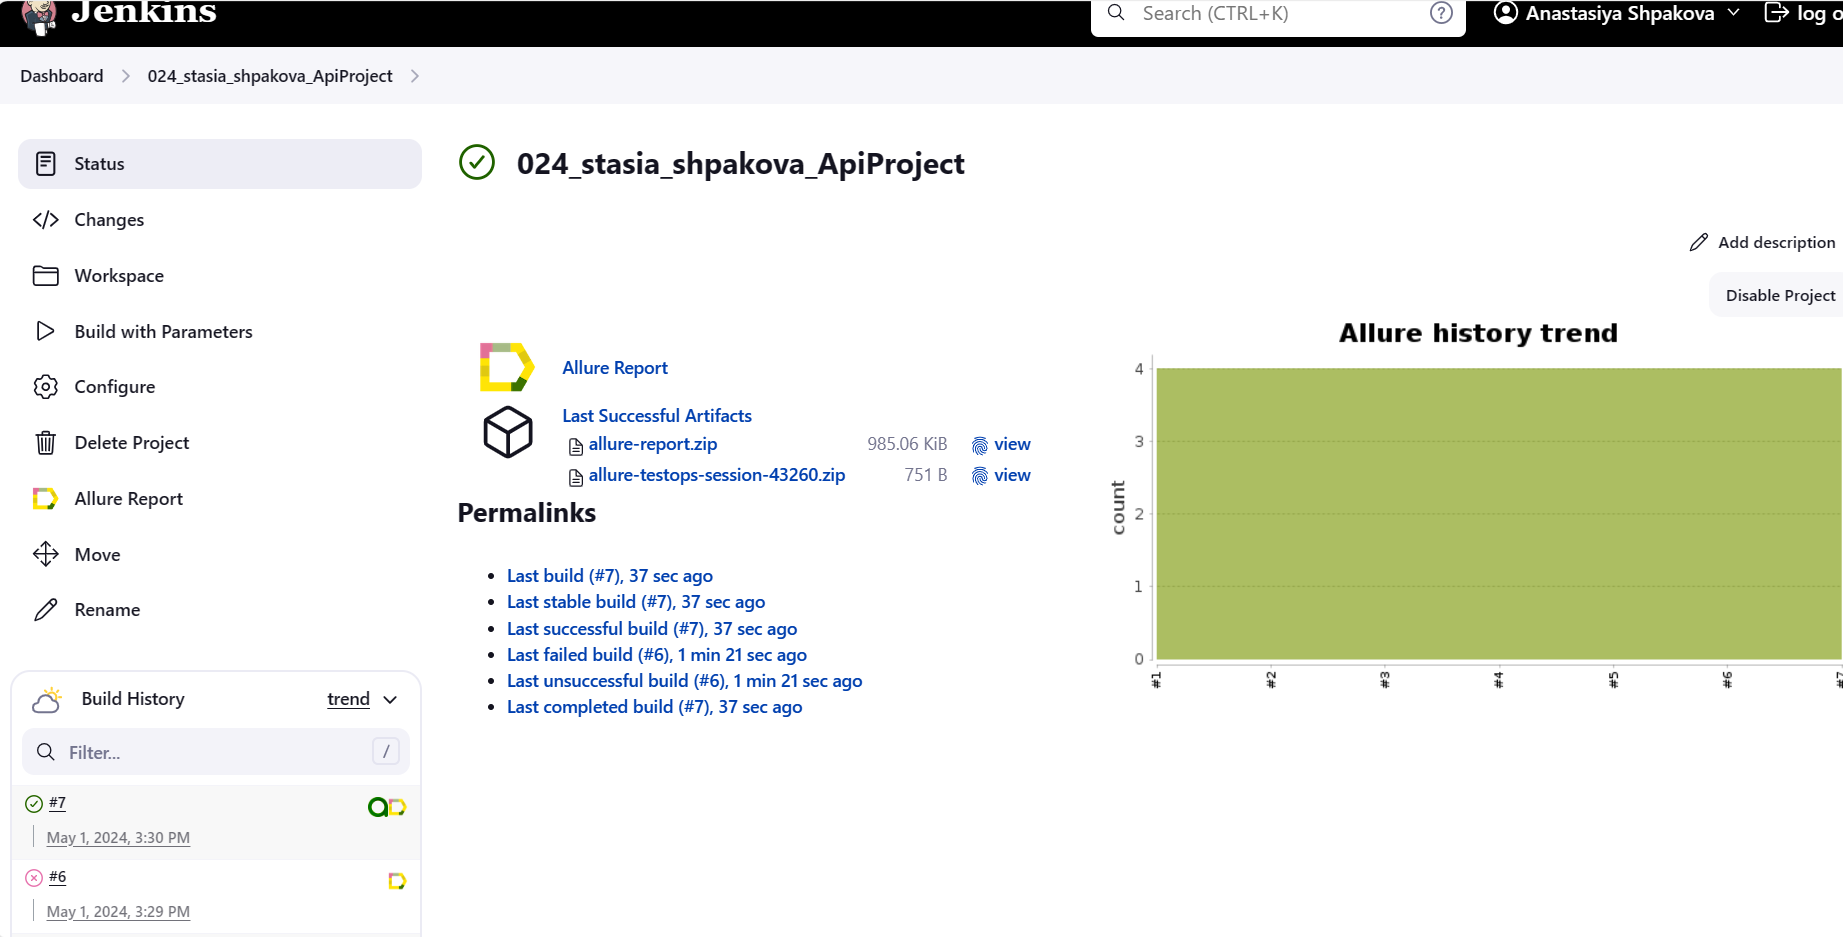 Jenkins
Search (CTRL+K)
?
Anastasiya Shpakova
log o
Dashboard
024_stasia_shpakova_ApiProject
Status
Changes
Workspace
Build with Parameters
Configure
Delete Project
Allure Report
Move
Rename
Build History
trend
Filter...
/
#7
May 1, 2024, 3:30 PM
#6
May 1, 2024, 3:29 PM
024_stasia_shpakova_ApiProject
Add description
Disable Project
Allure Report
Last Successful Artifacts
allure-report.zip 985.06 KiB view
allure-testops-session-43260.zip 751 B view
Permalinks
Last build (#7), 37 sec ago
Last stable build (#7), 37 sec ago
Last successful build (#7), 37 sec ago
Last failed build (#6), 1 min 21 sec ago
Last unsuccessful build (#6), 1 min 21 sec ago
Last completed build (#7), 37 sec ago
Allure history trend
count
4
3
2
1
0
#1 #2 #3 #4 #5 #6 #7